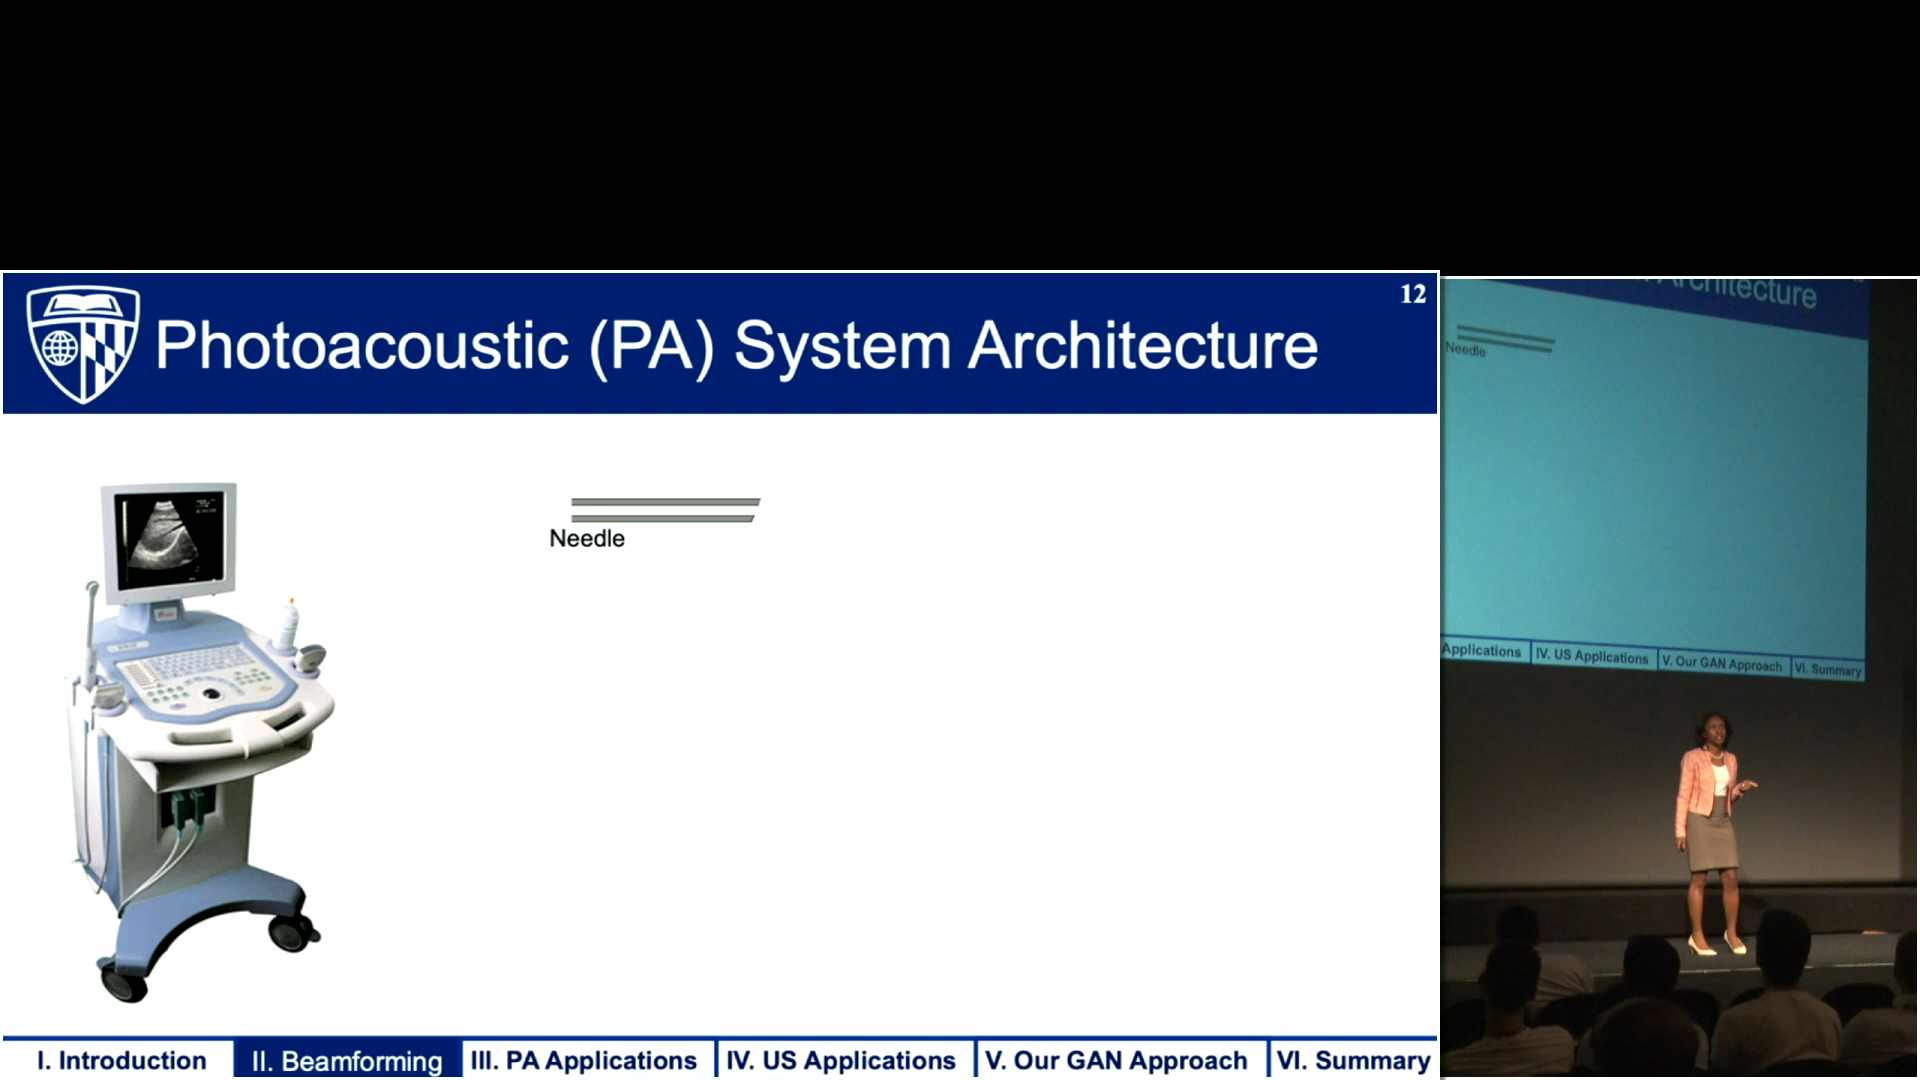 12
Photoacoustic (PA) System Architecture
Needle
I. Introduction
II. Beamforming
III. PA Applications
IV. US Applications
V. Our GAN Approach
VI. Summary
Architecture
Needle
Applications
IV. US Applications
V. Our GAN Approach
VI. Summary